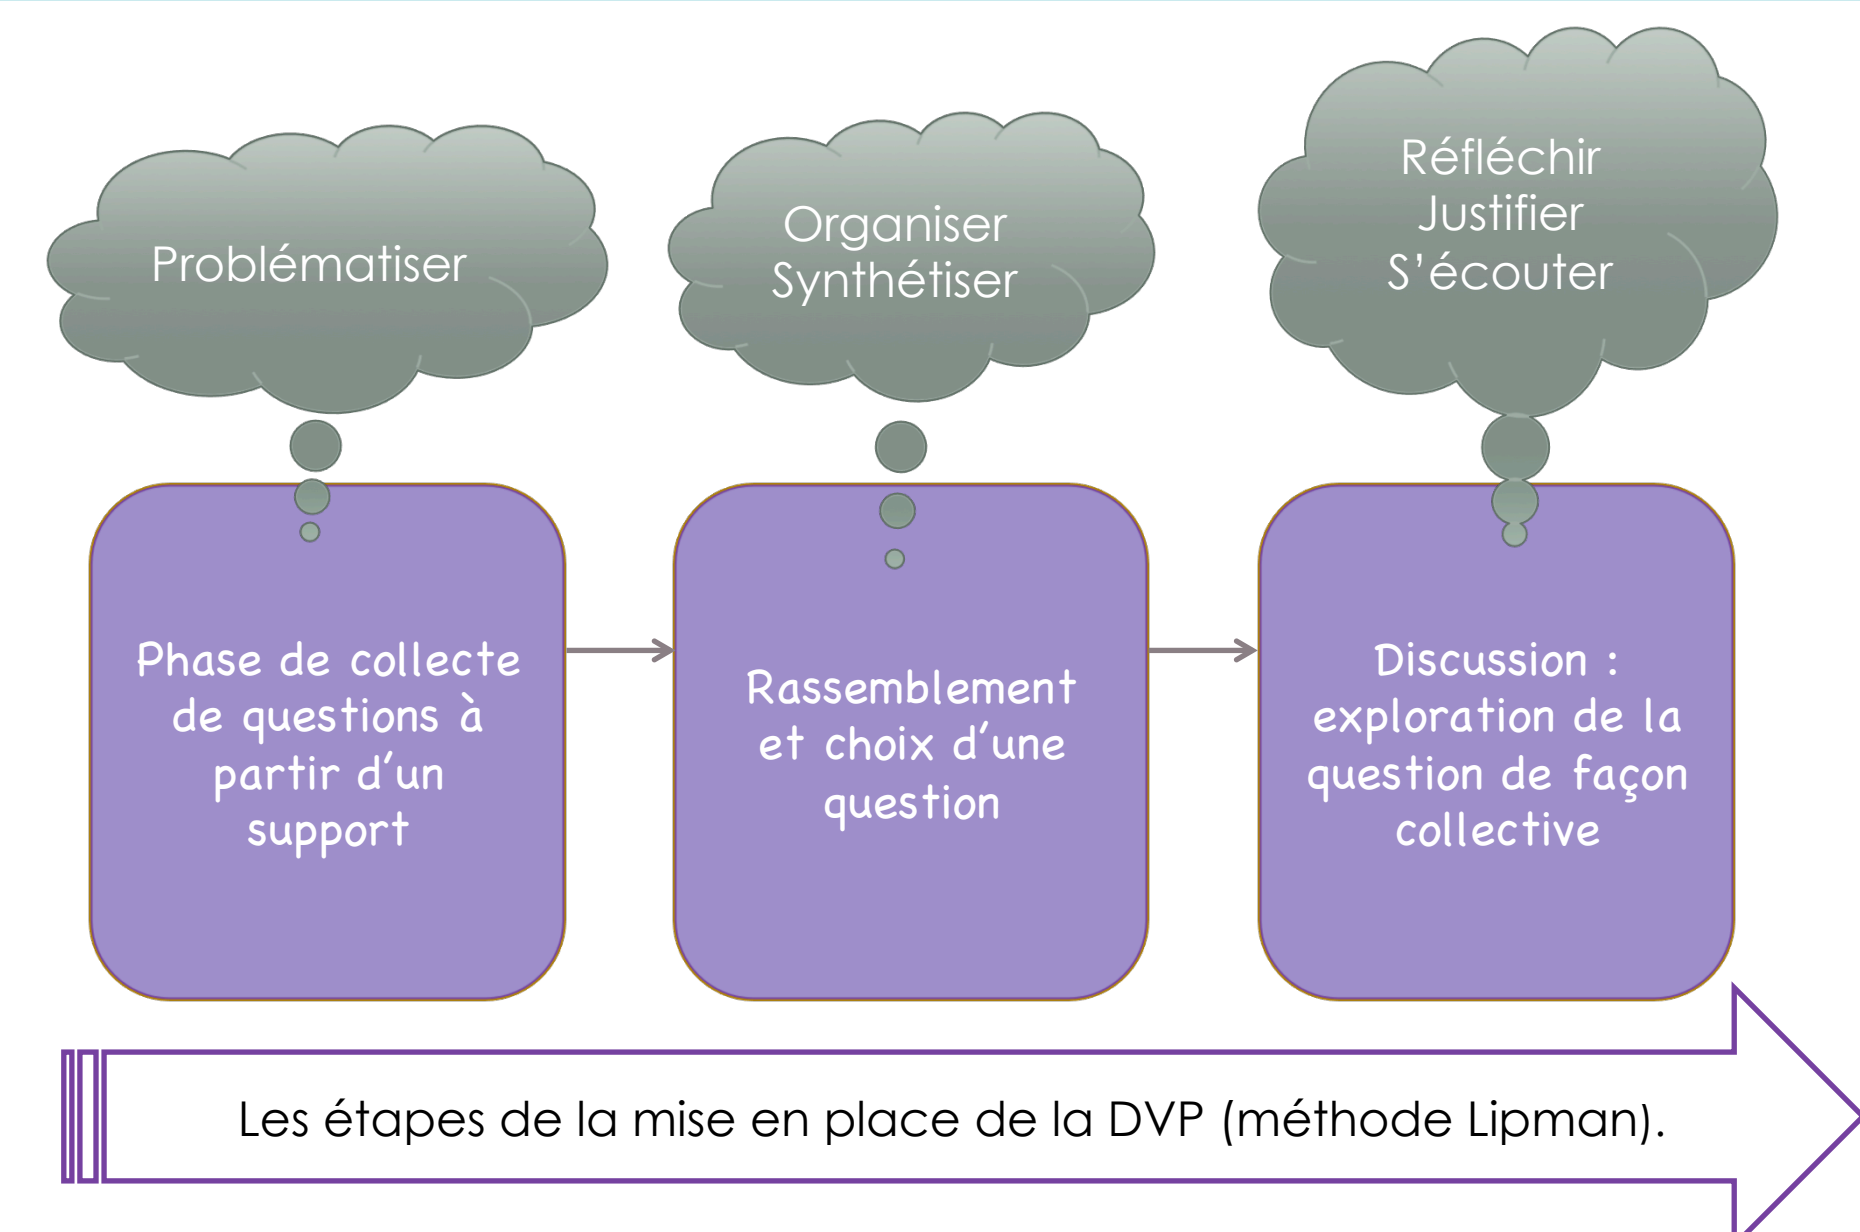 Problématiser
Organiser
Synthétiser
Réfléchir
Justifier
S’écouter
Phase de collecte
de questions à
partir d’un
support
Rassemblement
et choix d’une
question
Discussion :
exploration de la
question de façon
collective
Les étapes de la mise en place de la DVP (méthode Lipman).